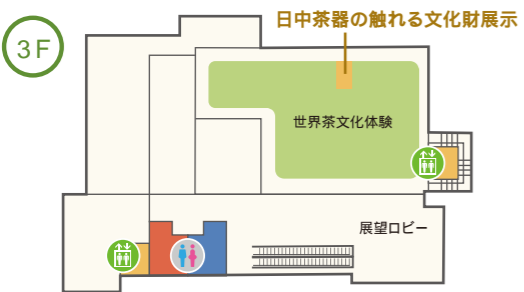 日中茶器の触れる文化財展示
3F
世界茶文化体験
展望ロビー